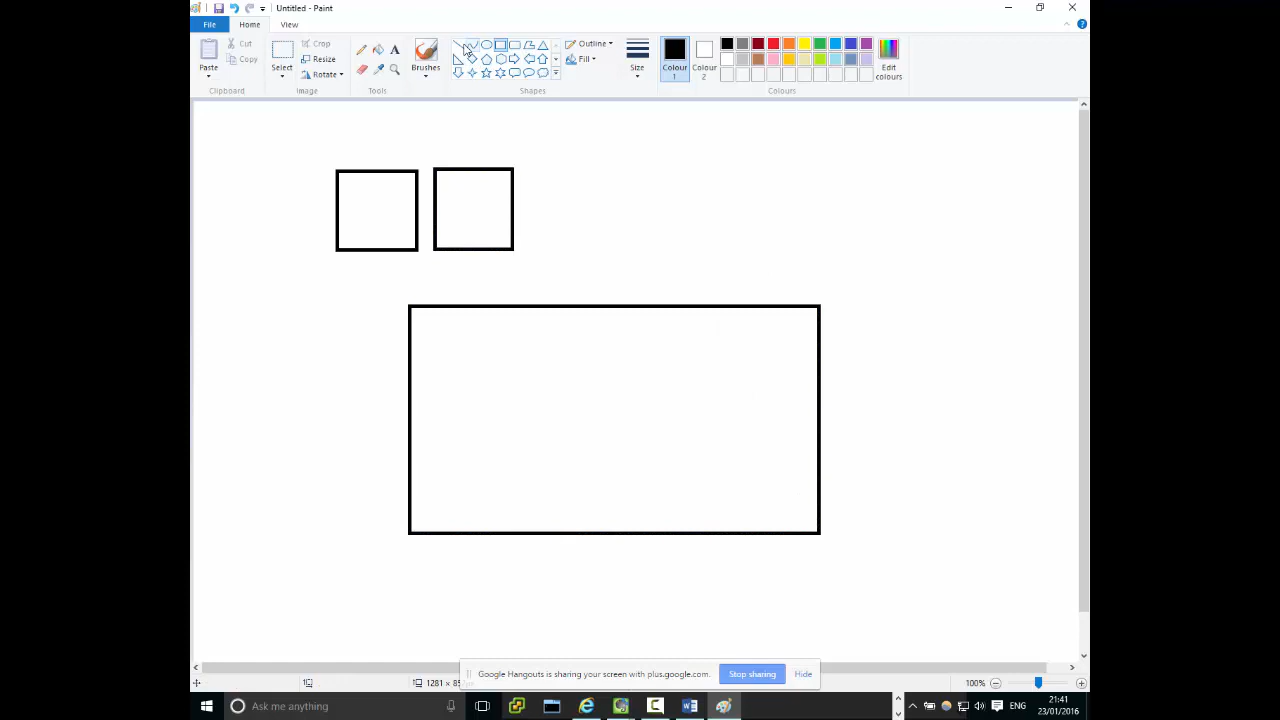 Untitled - Paint
File Home View
Paste
Cut
Copy
Clipboard
Select
Crop
Resize
Rotate
Image
Tools
Brushes
Shapes
Outline
Fill
Size
Colour 1
Colour 2
Edit colours
Colours
Google Hangouts is sharing your screen with plus.google.com.
Stop sharing
Hide
100%
Ask me anything
ENG
21:41
23/01/2016